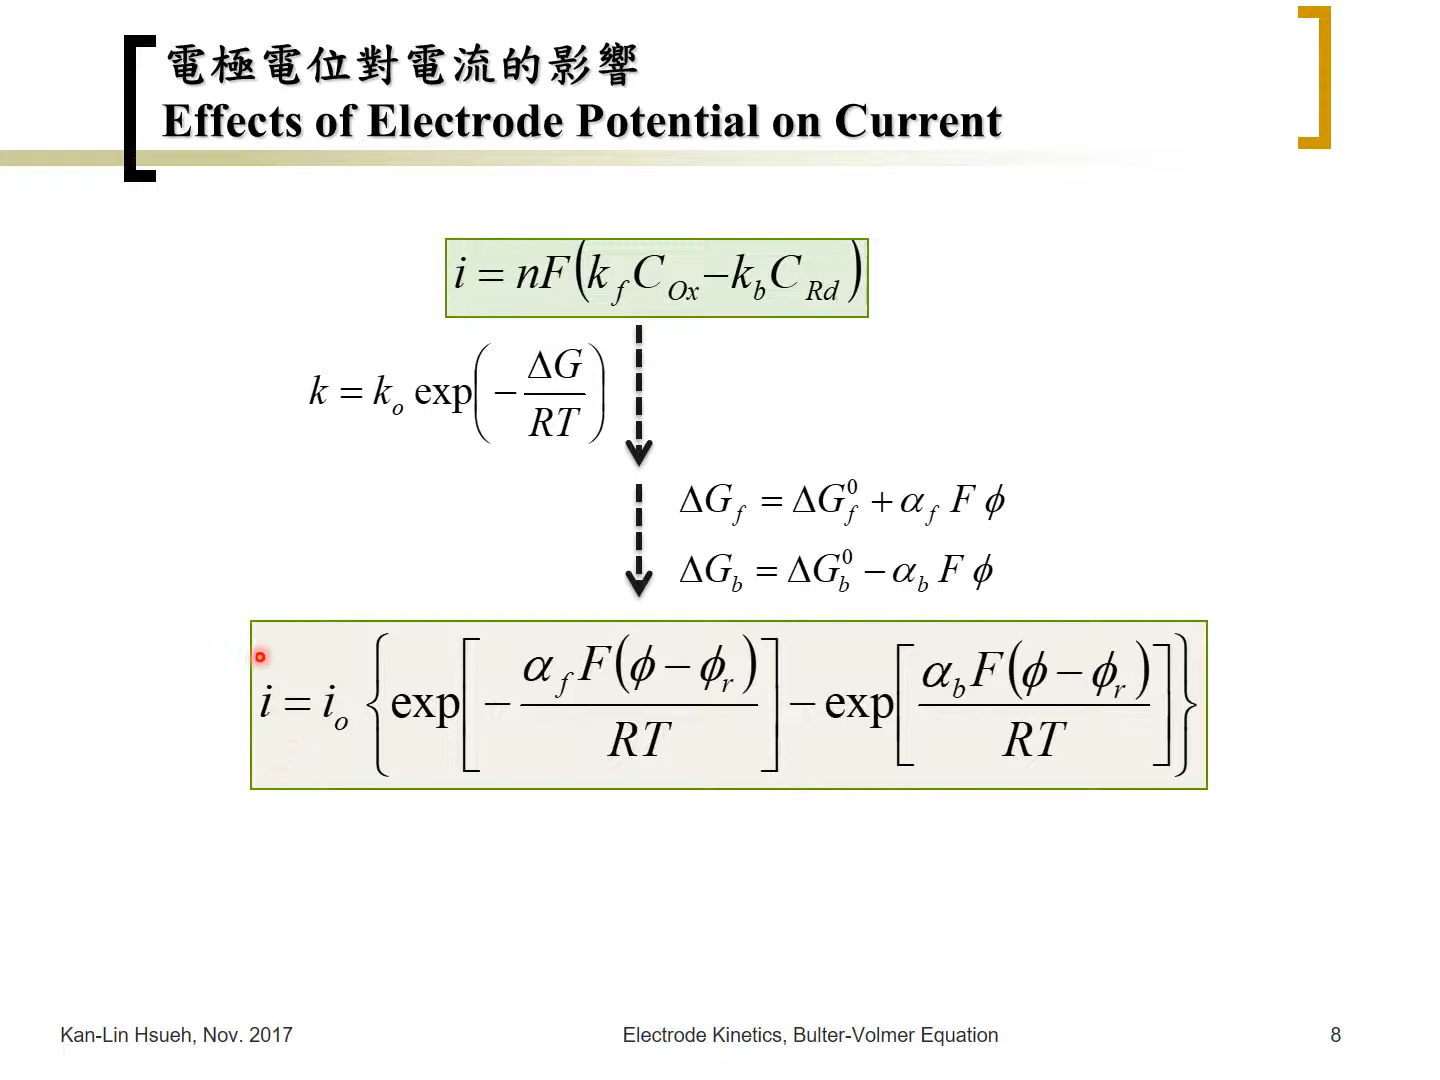 電極電位對電流的影響
Effects of Electrode Potential on Current
i = nF(k_f C_Ox − k_b C_Rd)
k = k_o exp(− ΔG / RT)
ΔG_f = ΔG_f^0 + α_f F ϕ
ΔG_b = ΔG_b^0 − α_b F ϕ
i = i_o {exp[− α_f F(ϕ − ϕ_r) / RT] − exp[α_b F(ϕ − ϕ_r) / RT]}
Kan-Lin Hsueh, Nov. 2017
Electrode Kinetics, Bulter-Volmer Equation
8